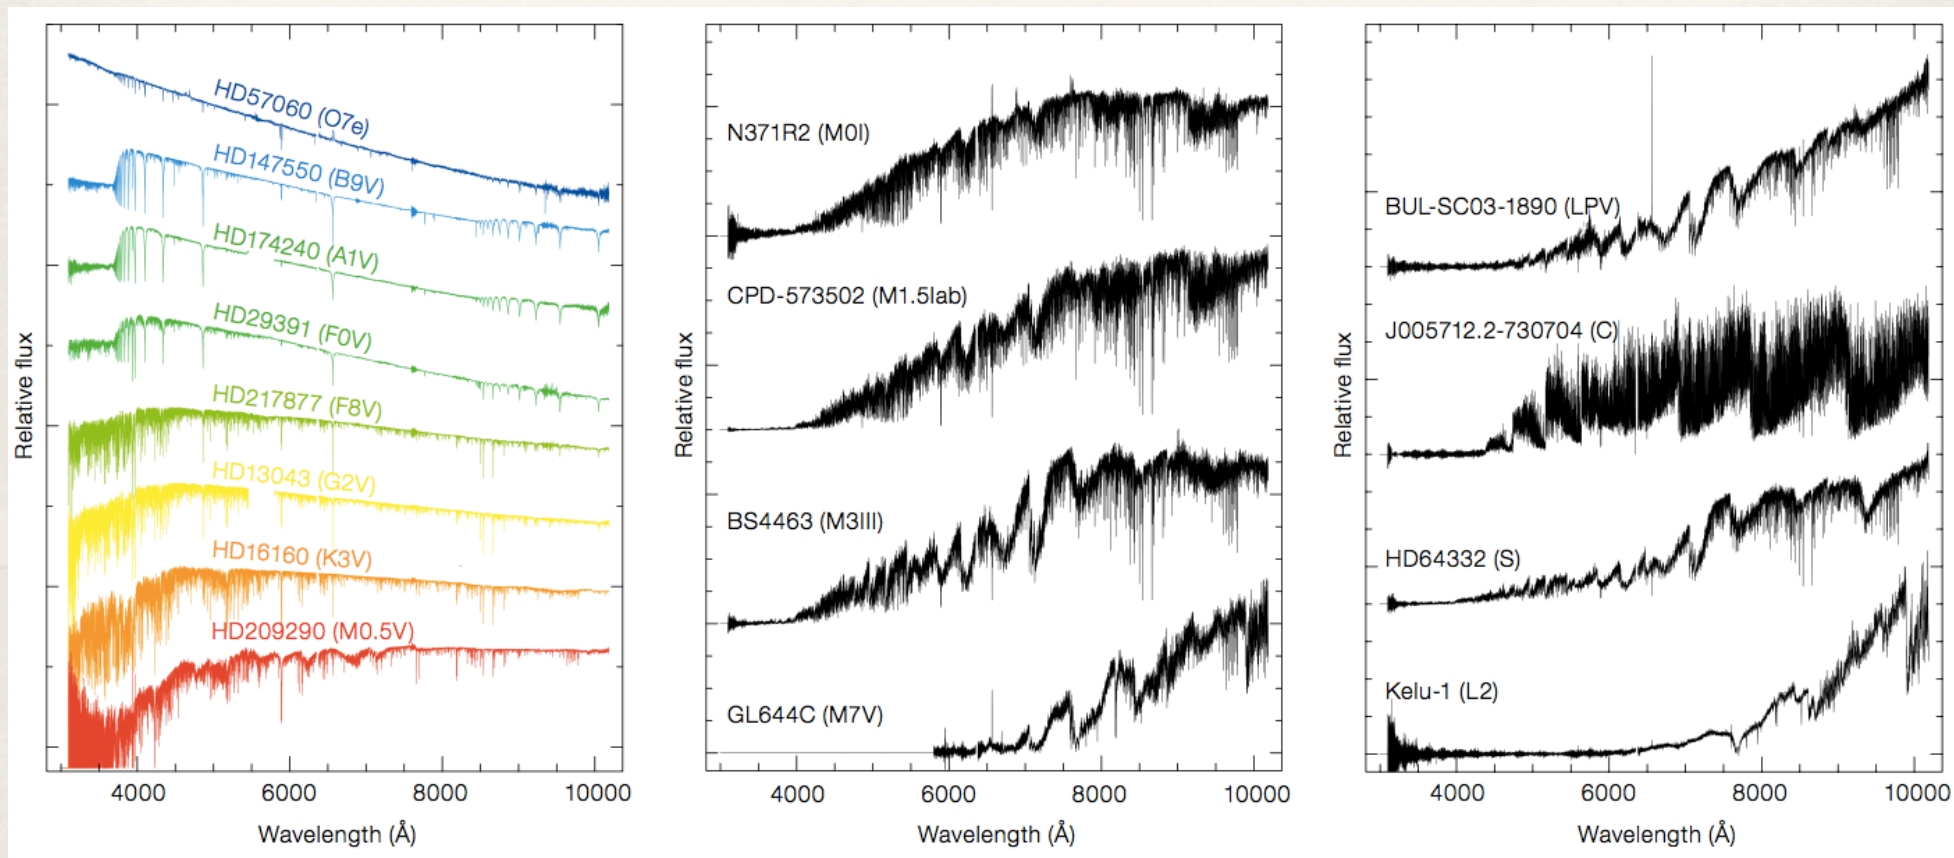 HD57060 (O7e)
HD147550 (B9V)
HD174240 (A1V)
HD29391 (F0V)
HD217877 (F8V)
HD13043 (G2V)
HD16160 (K3V)
HD209290 (M0.5V)
Relative flux
4000 6000 8000 10000
Wavelength (Å)
N371R2 (M0I)
CPD-573502 (M1.5Iab)
BS4463 (M3III)
GL644C (M7V)
Relative flux
4000 6000 8000 10000
Wavelength (Å)
BUL-SC03-1890 (LPV)
J005712.2-730704 (C)
HD64332 (S)
Kelu-1 (L2)
Relative flux
4000 6000 8000 10000
Wavelength (Å)